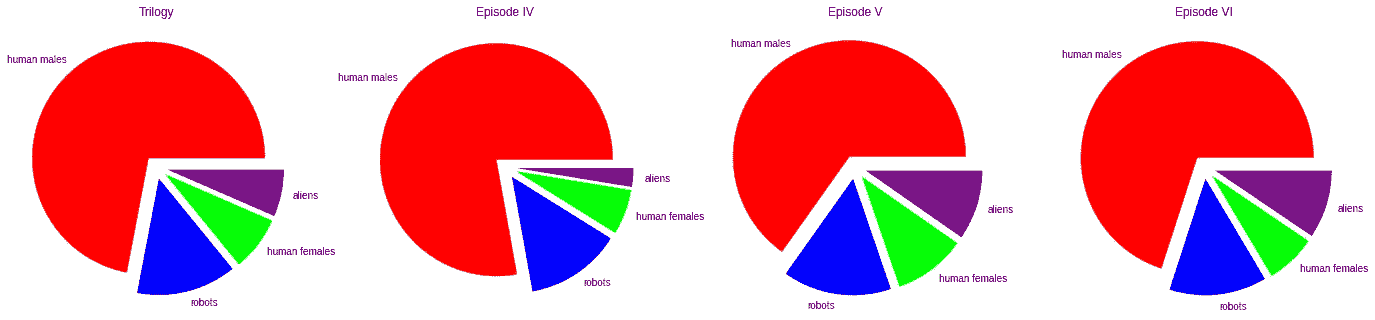 Trilogy
human males
aliens
human females
robots
Episode IV
human males
aliens
human females
robots
Episode V
human males
aliens
human females
robots
Episode VI
human males
aliens
human females
robots